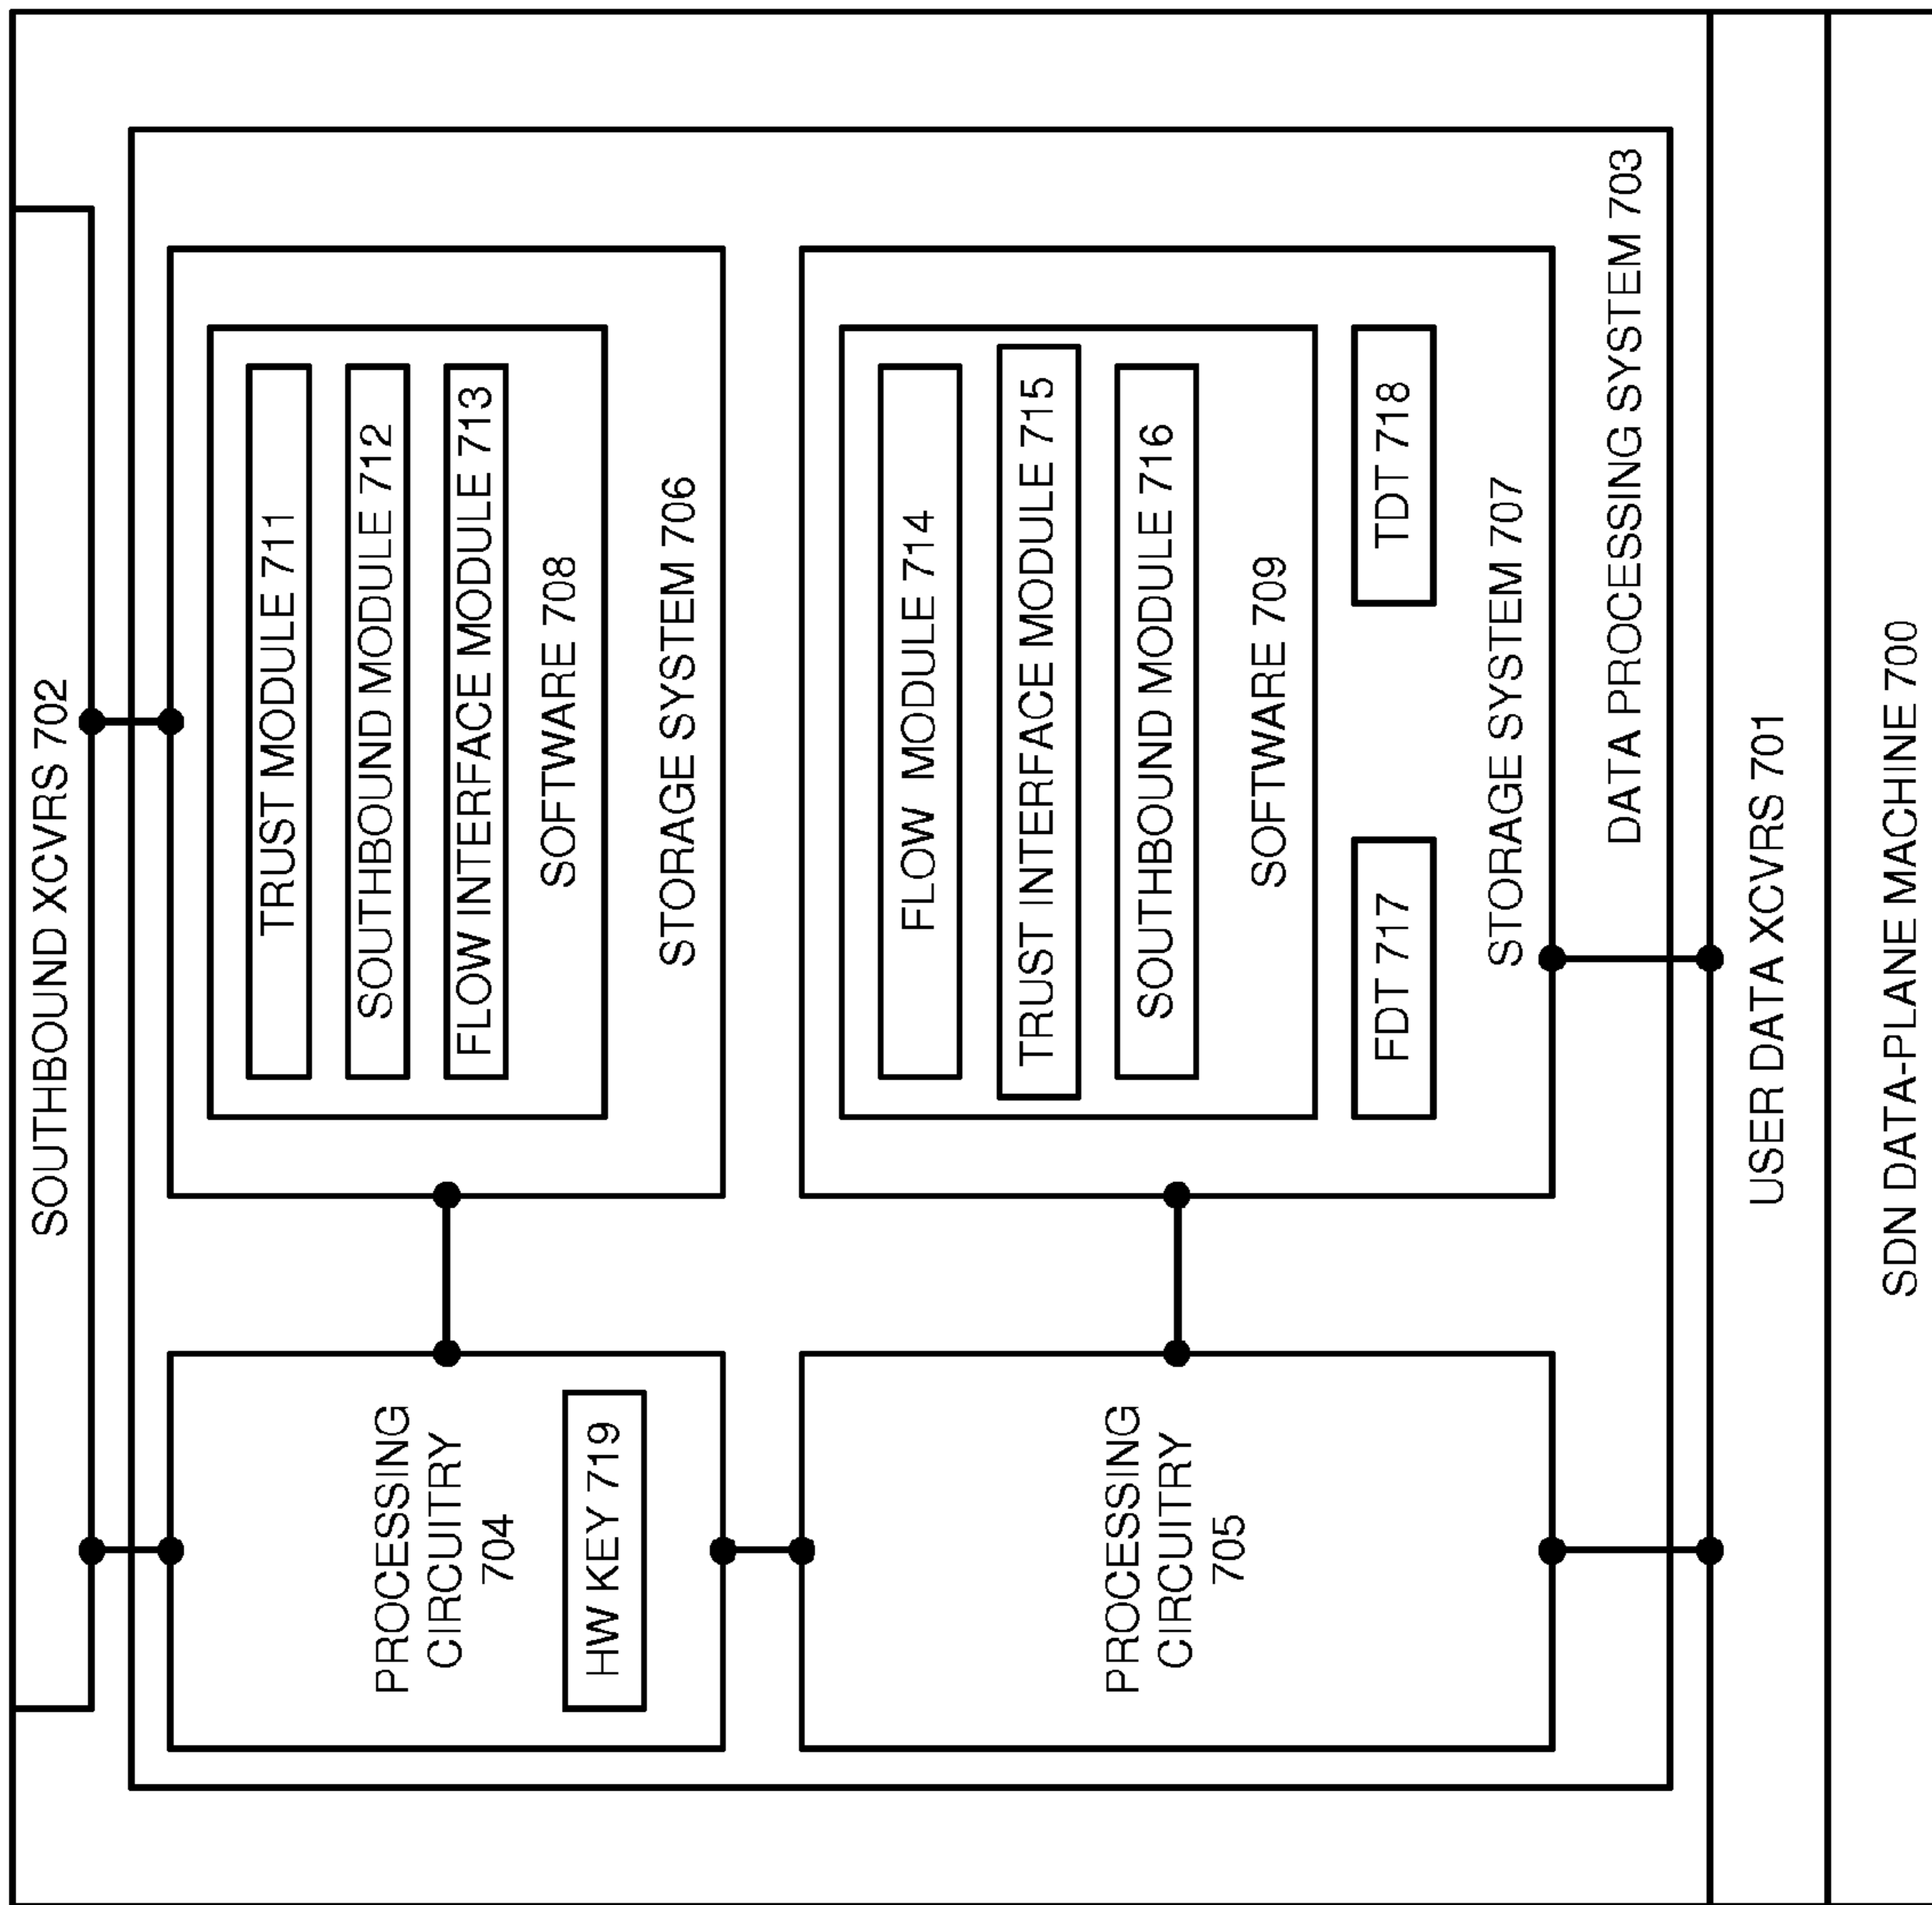 SOUTHBOUND XCVRS 702
PROCESSING
CIRCUITRY
704
HW KEY 719
TRUST MODULE 711
SOUTHBOUND MODULE 712
FLOW INTERFACE MODULE 713
SOFTWARE 708
STORAGE SYSTEM 706
PROCESSING
CIRCUITRY
705
FLOW MODULE 714
TRUST INTERFACE MODULE 715
SOUTHBOUND MODULE 716
SOFTWARE 709
FDT 717
TDT 718
STORAGE SYSTEM 707
DATA PROCESSING SYSTEM 703
USER DATA XCVRS 701
SDN DATA-PLANE MACHINE 700